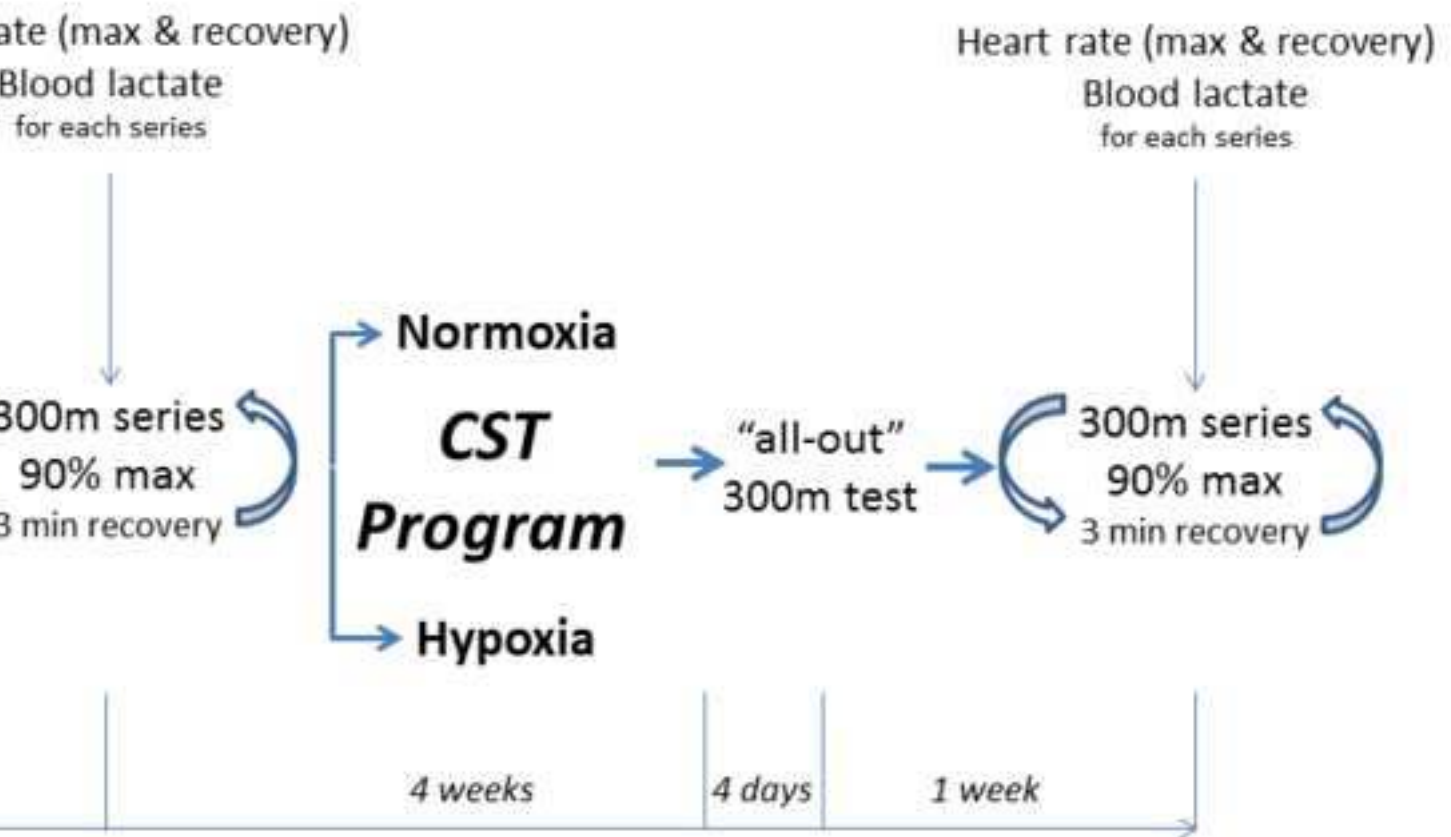 ate (max & recovery)
Blood lactate
for each series
Heart rate (max & recovery)
Blood lactate
for each series
300m series
90% max
3 min recovery
Normoxia
CST
Program
Hypoxia
“all-out”
300m test
300m series
90% max
3 min recovery
4 weeks
4 days
1 week